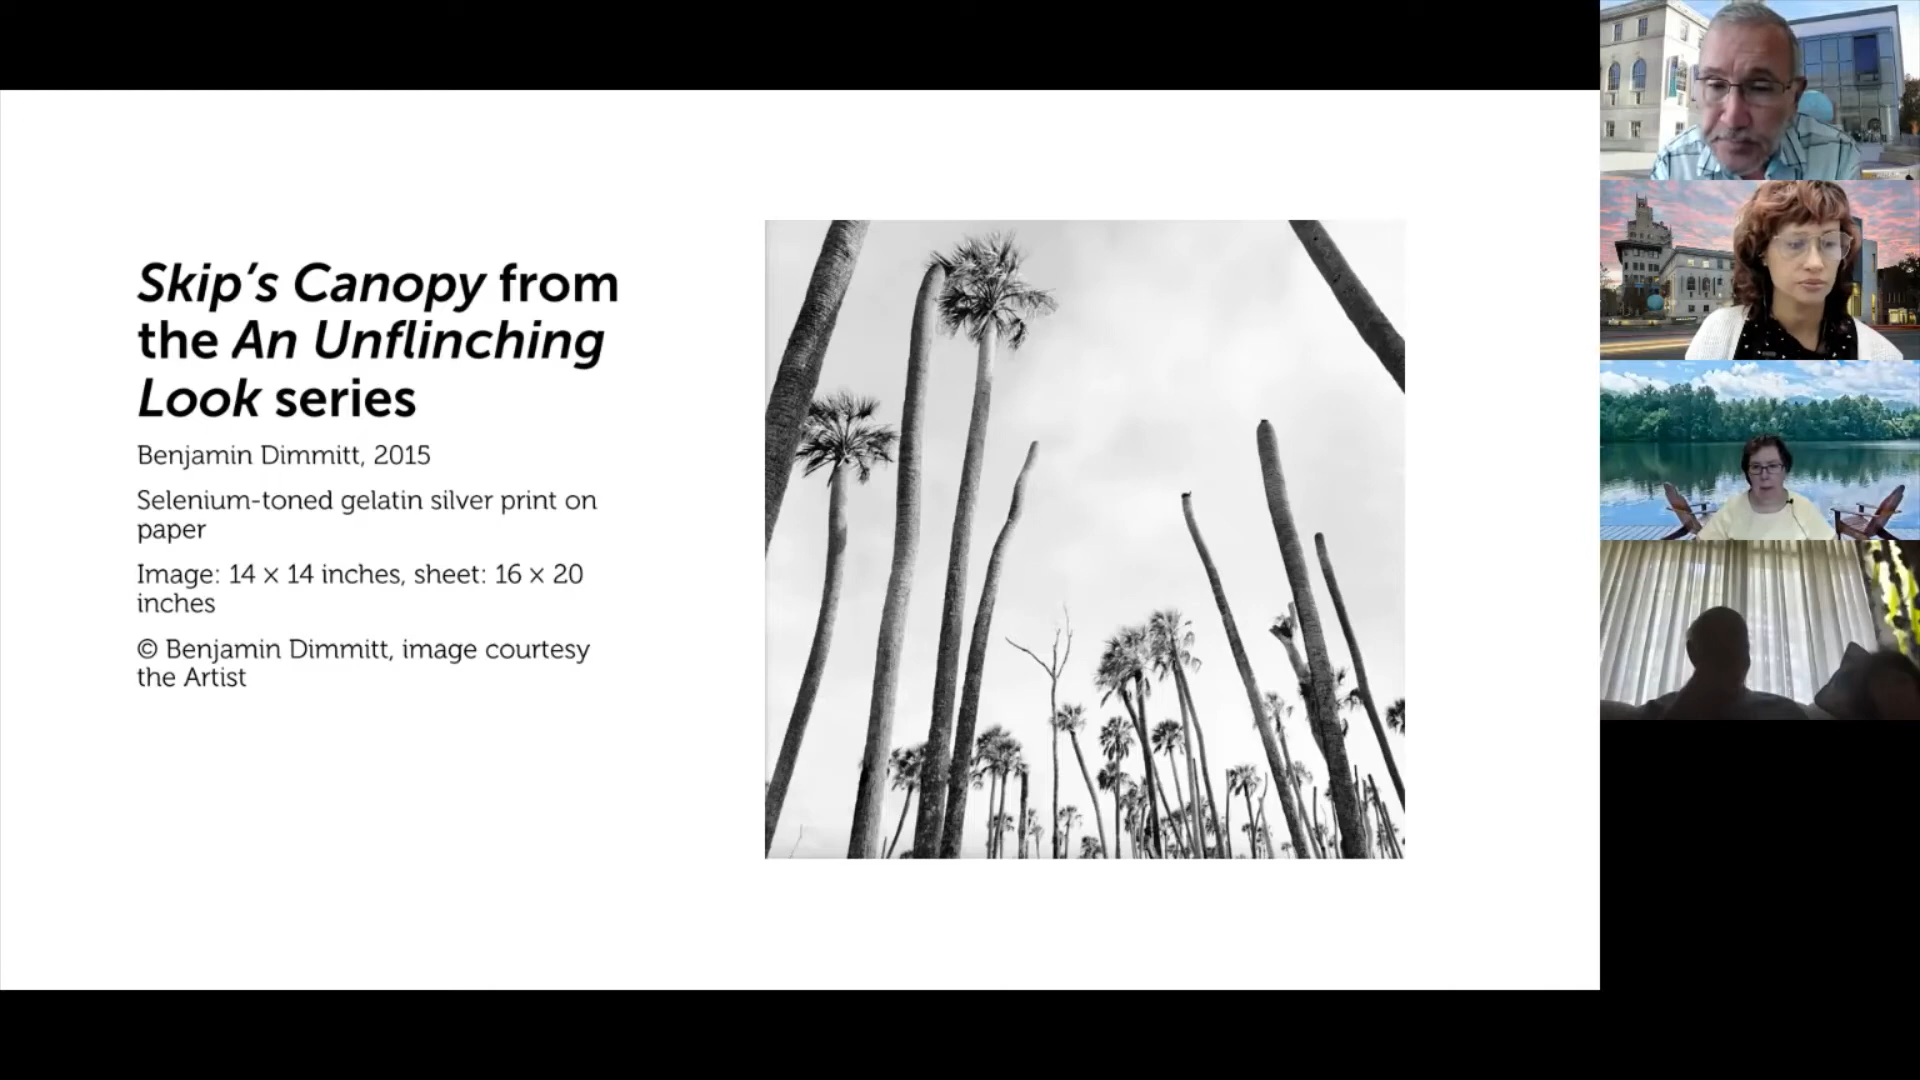 Skip’s Canopy from
the An Unflinching
Look series
Benjamin Dimmitt, 2015
Selenium-toned gelatin silver print on
paper
Image: 14 × 14 inches, sheet: 16 × 20
inches
© Benjamin Dimmitt, image courtesy
the Artist